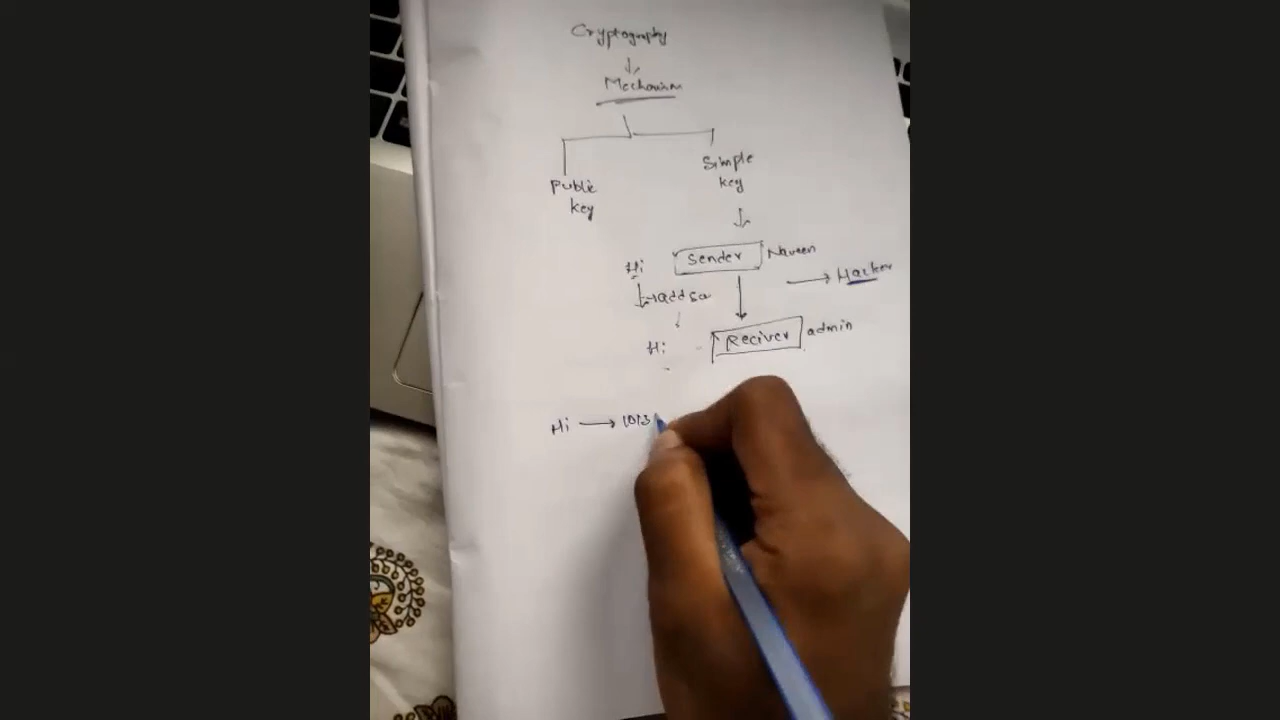 Cryptography
Mechanism
Public
key
Simple
key
Hi
Sender
Naveen
Hacker
Hi
Reciver
admin
Hi